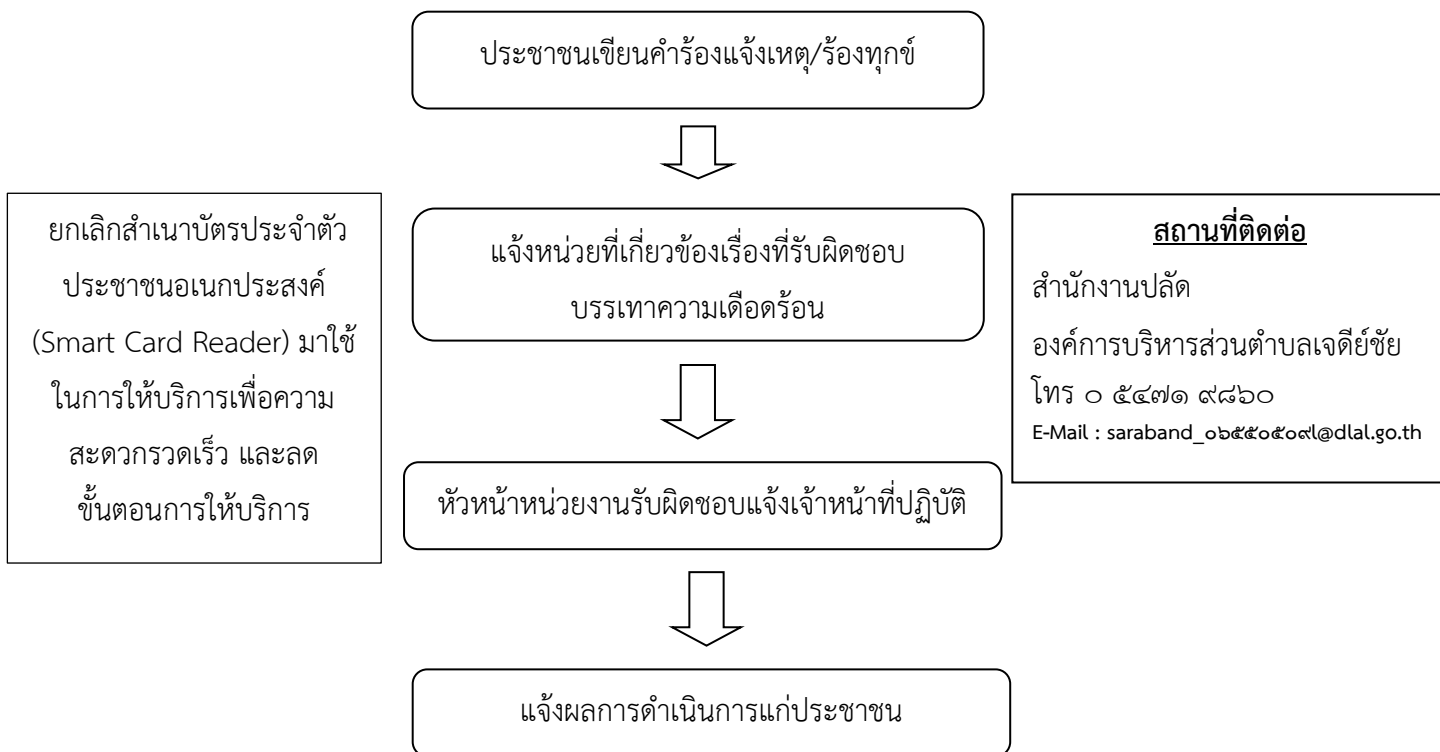 ประชาชนเขียนคำร้องแจ้งเหตุ/ร้องทุกข์
ยกเลิกสำเนาบัตรประจำตัว
ประชาชนอเนกประสงค์
(Smart Card Reader) มาใช้
ในการให้บริการเพื่อความ
สะดวกรวดเร็ว และลด
ขั้นตอนการให้บริการ
แจ้งหน่วยที่เกี่ยวข้องเรื่องที่รับผิดชอบ
บรรเทาความเดือดร้อน
สถานที่ติดต่อ
สำนักงานปลัด
องค์การบริหารส่วนตำบลเจดีย์ชัย
โทร ๐ ๕๔๗๑ ๙๘๖๐
E-Mail : saraband_๐๖๕๕๐๕๐๙l@dlal.go.th
หัวหน้าหน่วยงานรับผิดชอบแจ้งเจ้าหน้าที่ปฏิบัติ
แจ้งผลการดำเนินการแก่ประชาชน